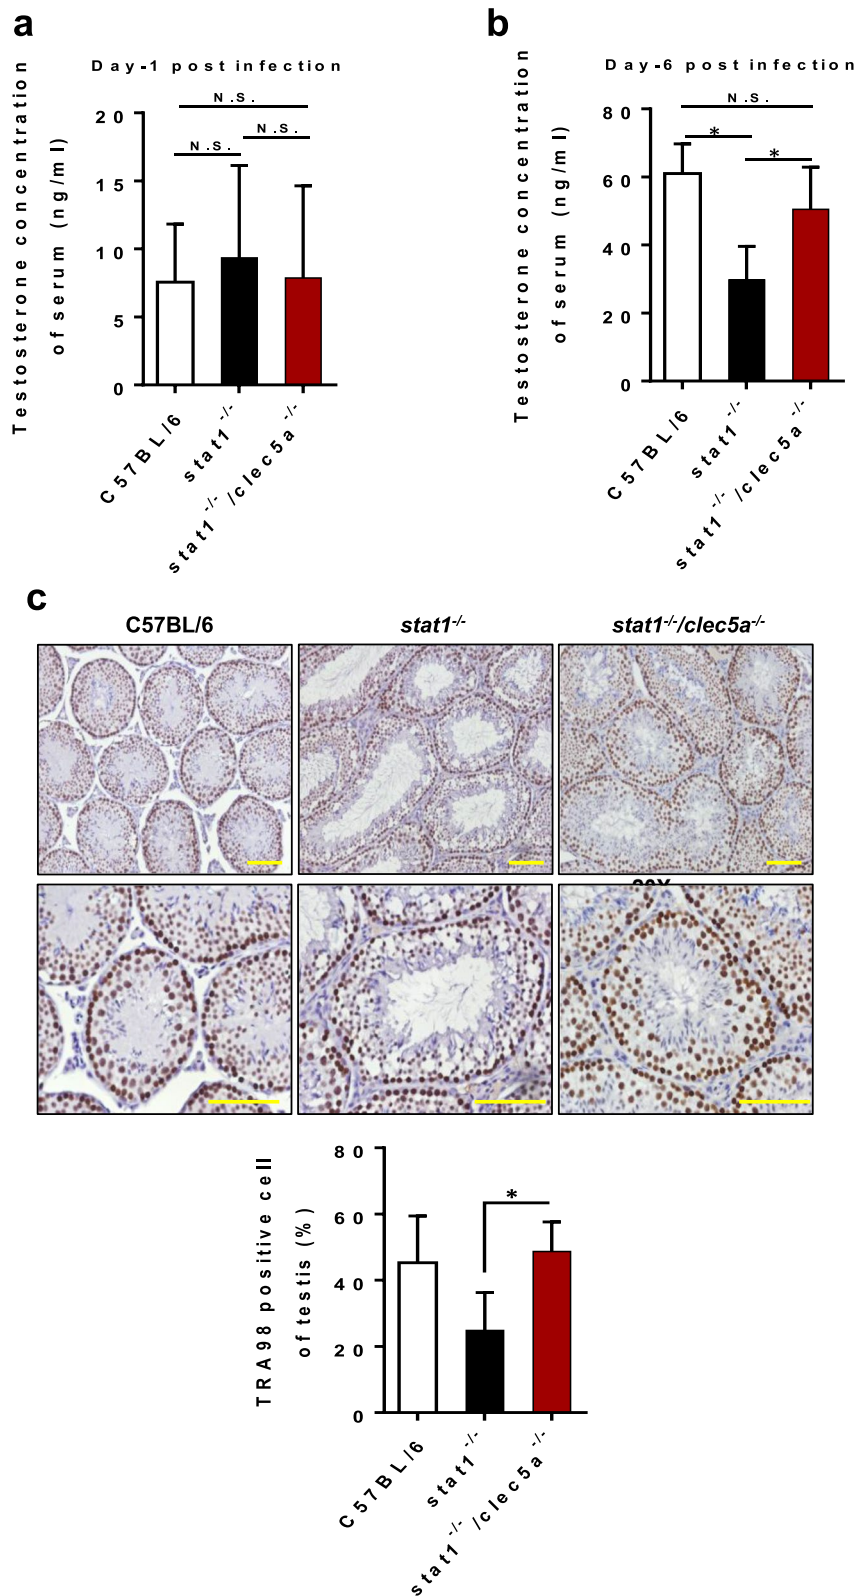 a
Day-1 post infection
Testosterone concentration
of serum (ng/ml)
N.S.
N.S.
N.S.
20
15
10
5
0
C57BL/6
stat1-/-
stat1-/-/clec5a-/-
b
Day-6 post infection
Testosterone concentration
of serum (ng/ml)
N.S.
*
*
80
60
40
20
0
C57BL/6
stat1-/-
stat1-/-/clec5a-/-
c
C57BL/6
stat1-/-
stat1-/-/clec5a-/-
TRA98 positive cell
of testis (%)
*
80
60
40
20
0
C57BL/6
stat1-/-
stat1-/-/clec5a-/-